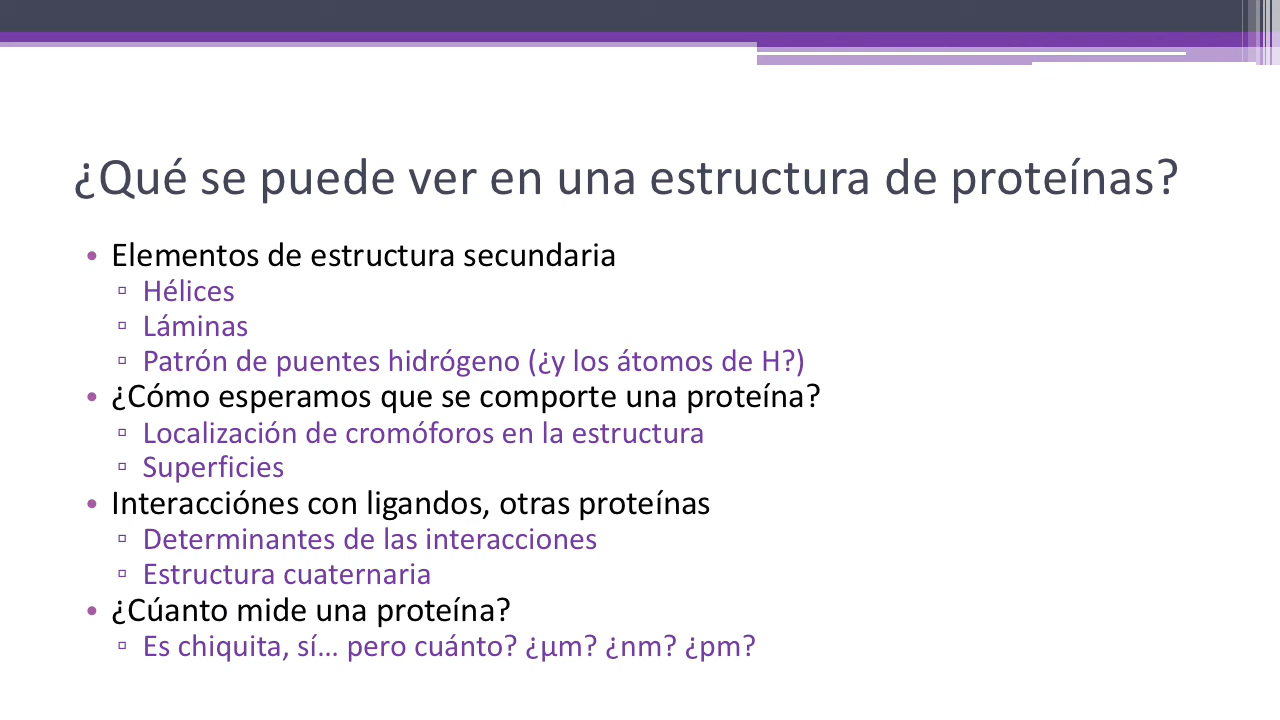 ¿Qué se puede ver en una estructura de proteínas?
• Elementos de estructura secundaria
▫ Hélices
▫ Láminas
▫ Patrón de puentes hidrógeno (¿y los átomos de H?)
• ¿Cómo esperamos que se comporte una proteína?
▫ Localización de cromóforos en la estructura
▫ Superficies
• Interacciónes con ligandos, otras proteínas
▫ Determinantes de las interacciones
▫ Estructura cuaternaria
• ¿Cúanto mide una proteína?
▫ Es chiquita, sí… pero cuánto? ¿μm? ¿nm? ¿pm?